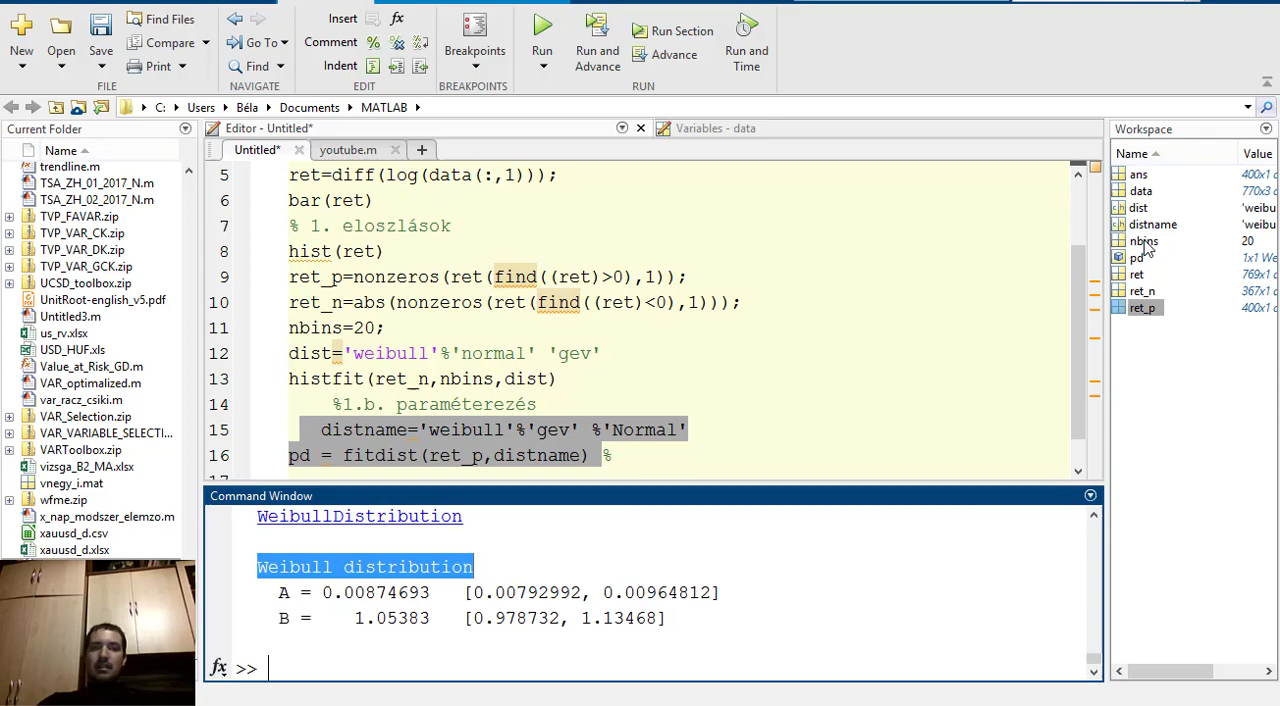 New
Open
Save
Find Files
Compare
Print
FILE
Go To
Find
NAVIGATE
Insert
fx
Comment
%
Indent
EDIT
Breakpoints
BREAKPOINTS
Run
Run and
Advance
Run Section
Advance
Run and
Time
RUN
C: Users Béla Documents MATLAB
Current Folder
Name
trendline.m
TSA_ZH_01_2017_N.m
TSA_ZH_02_2017_N.m
TVP_FAVAR.zip
TVP_VAR_CK.zip
TVP_VAR_DK.zip
TVP_VAR_GCK.zip
UCSD_toolbox.zip
UnitRoot-english_v5.pdf
Untitled3.m
us_rv.xlsx
USD_HUF.xls
Value_at_Risk_GED.m
VAR_optimalized.m
var_racz_csiki.m
VAR_Selection.zip
VAR_VARIABLE_SELECTI...
VARToolbox.zip
vizsga_B2_MA.xlsx
vnegy_i.mat
wfme.zip
x_nap_modszer_elemzo.m
xauusd_d.csv
xauusd_d.xlsx
Editor - Untitled*
Variables - data
Untitled*
youtube.m
5 ret=diff(log(data(:,1)));
6 bar(ret)
7 % 1. eloszlások
8 hist(ret)
9 ret_p=nonzeros(ret(find((ret)>0),1));
10 ret_n=abs(nonzeros(ret(find((ret)<0),1)));
11 nbins=20;
12 dist='weibull'%'normal' 'gev'
13 histfit(ret_n,nbins,dist)
14 %1.b. paraméterezés
15 distname='weibull'%'gev' %'Normal'
16 pd = fitdist(ret_p,distname) %
Command Window
WeibullDistribution
Weibull distribution
A = 0.00874693 [0.00792992, 0.00964812]
B = 1.05383 [0.978732, 1.13468]
fx >>
Workspace
Name Value
ans 400x1 d
data 770x3 d
dist 'weibu
distname 'weibu
nbins 20
pd 1x1 We
ret 769x1 d
ret_n 367x1 d
ret_p 400x1 d